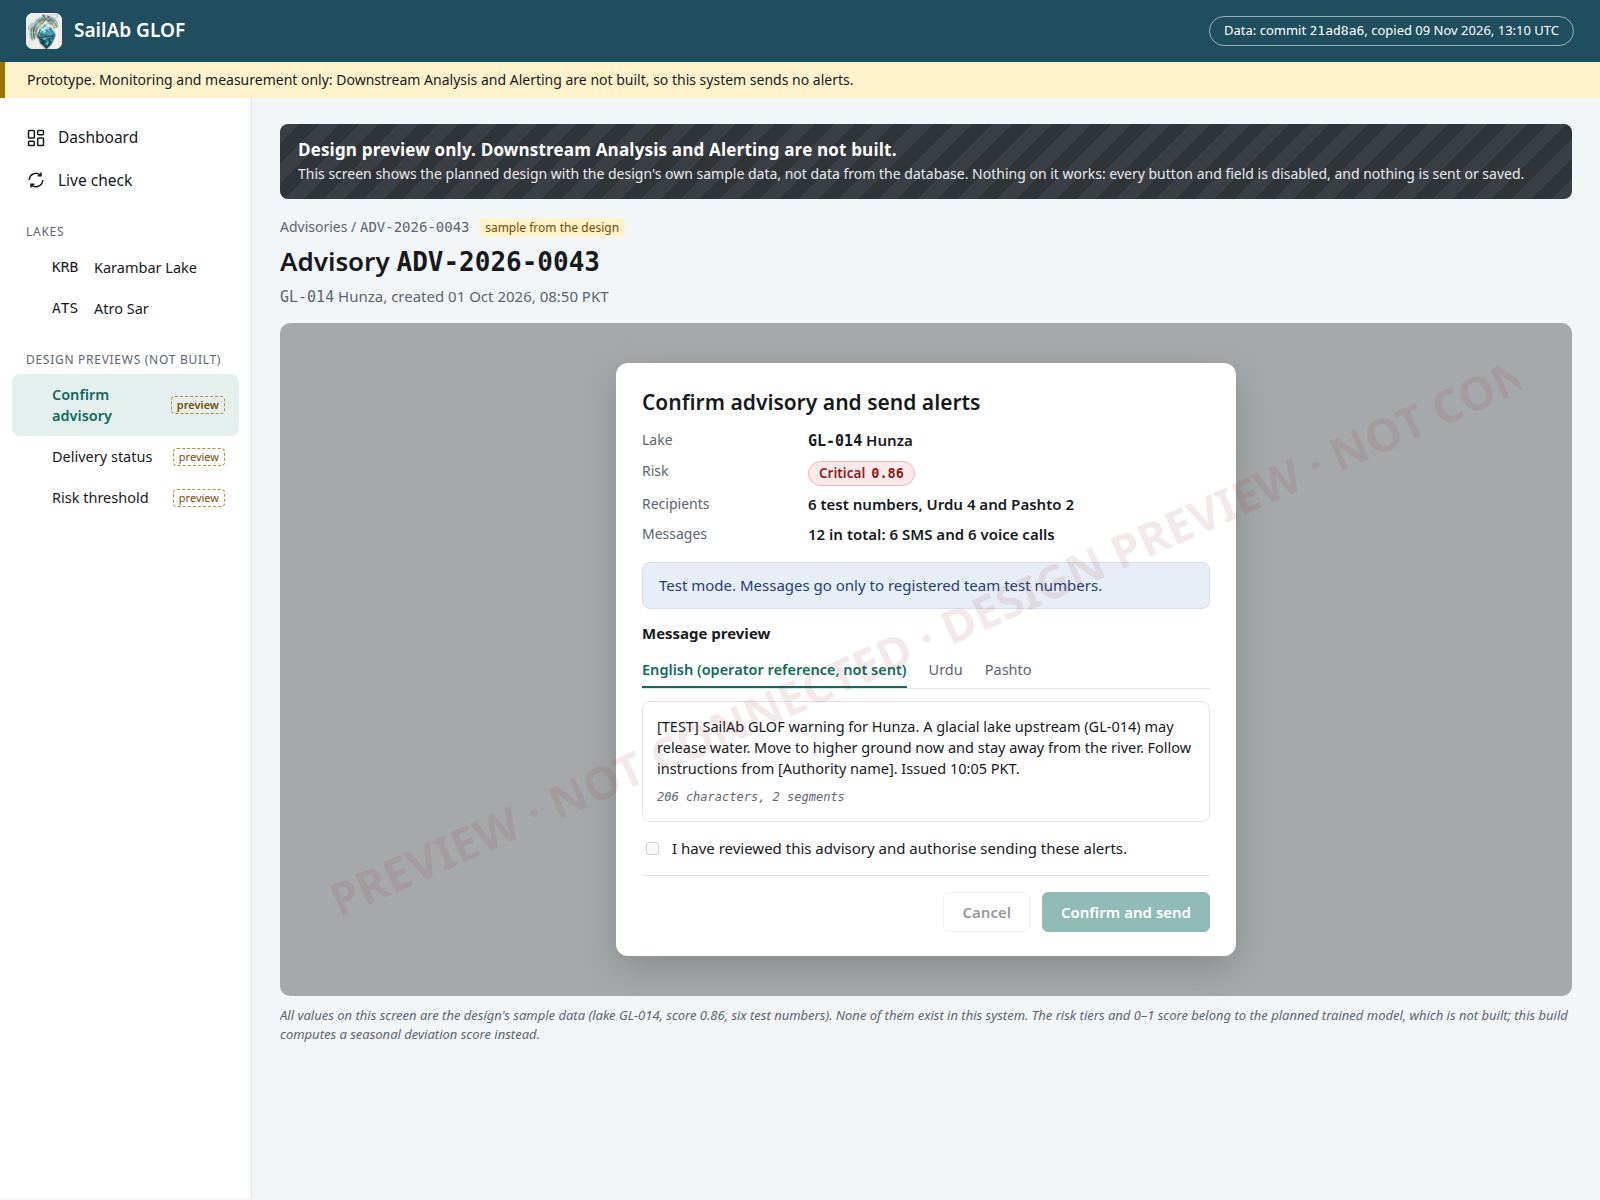 SailAb GLOF
Data: commit 21ad8a6, copied 09 Nov 2026, 13:10 UTC
Prototype. Monitoring and measurement only: Downstream Analysis and Alerting are not built, so this system sends no alerts.
Dashboard
Live check
LAKES
KRB Karambar Lake
ATS Atro Sar
DESIGN PREVIEWS (NOT BUILT)
Confirm
advisory
preview
Delivery status preview
Risk threshold preview
Design preview only. Downstream Analysis and Alerting are not built.
This screen shows the planned design with the design's own sample data, not data from the database. Nothing on it works: every button and field is disabled, and nothing is sent or saved.
Advisories / ADV-2026-0043 sample from the design
Advisory ADV-2026-0043
GL-014 Hunza, created 01 Oct 2026, 08:50 PKT
Confirm advisory and send alerts
Lake GL-014 Hunza
Risk Critical 0.86
Recipients 6 test numbers, Urdu 4 and Pashto 2
Messages 12 in total: 6 SMS and 6 voice calls
Test mode. Messages go only to registered team test numbers.
Message preview
English (operator reference, not sent) Urdu Pashto
[TEST] SailAb GLOF warning for Hunza. A glacial lake upstream (GL-014) may
release water. Move to higher ground now and stay away from the river. Follow
instructions from [Authority name]. Issued 10:05 PKT.
206 characters, 2 segments
I have reviewed this advisory and authorise sending these alerts.
Cancel Confirm and send
PREVIEW · NOT CONNECTED · DESIGN PREVIEW · NOT CON
All values on this screen are the design's sample data (lake GL-014, score 0.86, six test numbers). None of them exist in this system. The risk tiers and 0–1 score belong to the planned trained model, which is not built; this build
computes a seasonal deviation score instead.